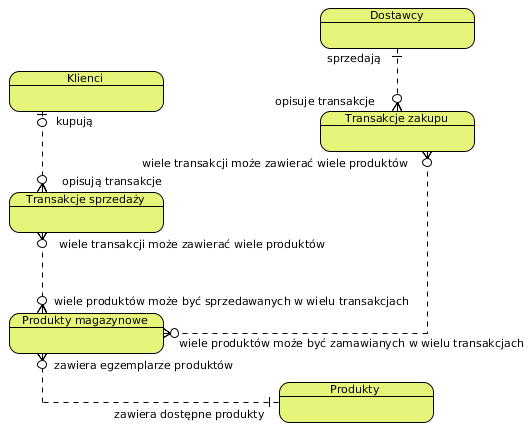 Dostawcy
sprzedają
Klienci
opisuje transakcje
kupują
Transakcje zakupu
wiele transakcji może zawierać wiele produktów
opisują transakcje
Transakcje sprzedaży
wiele transakcji może zawierać wiele produktów
wiele produktów może być sprzedawanych w wielu transakcjach
Produkty magazynowe
wiele produktów może być zamawianych w wielu transakcjach
zawiera egzemplarze produktów
Produkty
zawiera dostępne produkty